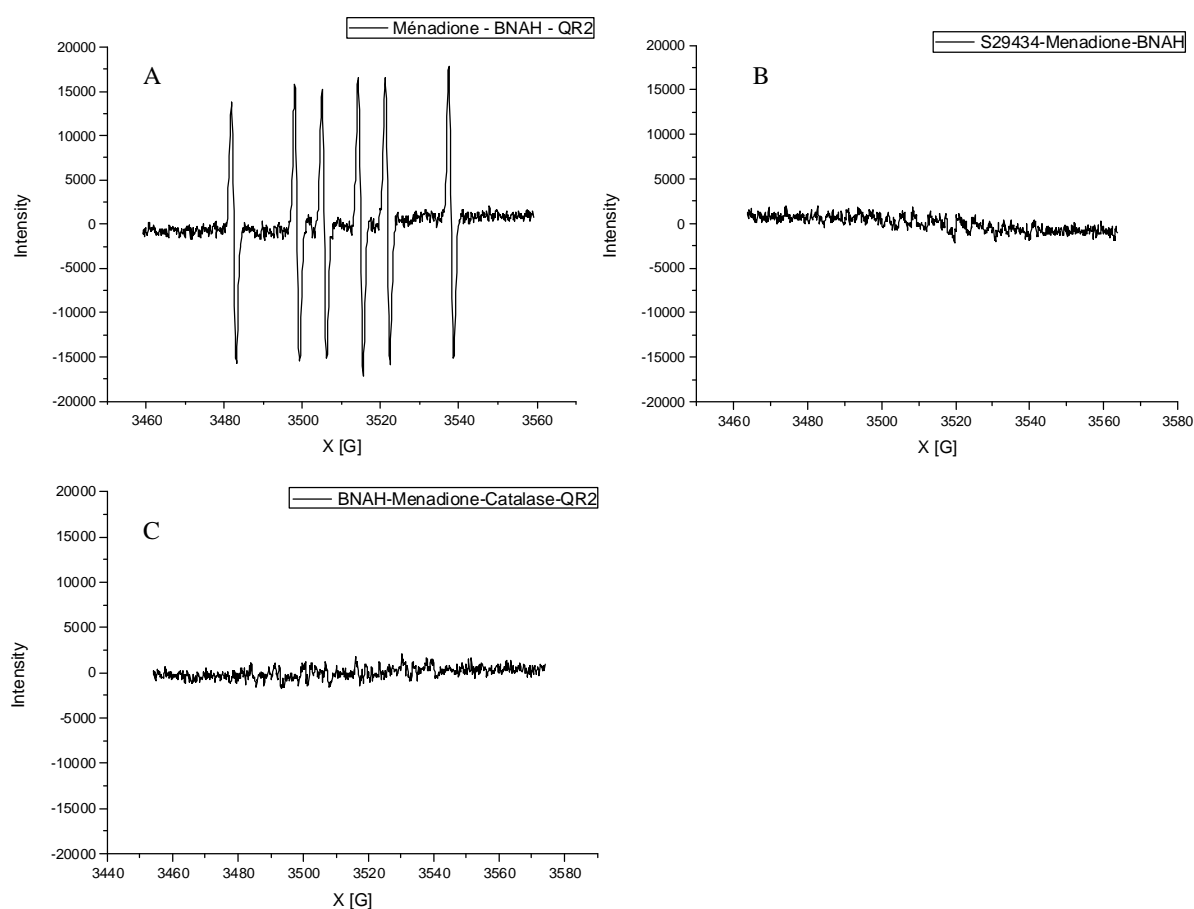 Ménadione - BNAH - QR2
A
20000
15000
10000
5000
0
-5000
-10000
-15000
-20000
Intensity
3460 3480 3500 3520 3540 3560
X [G]
S29434-Menadione-BNAH
B
20000
15000
10000
5000
0
-5000
-10000
-15000
-20000
Intensity
3460 3480 3500 3520 3540 3560 3580
X [G]
BNAH-Menadione-Catalase-QR2
C
20000
15000
10000
5000
0
-5000
-10000
-15000
-20000
Intensity
3440 3460 3480 3500 3520 3540 3560 3580
X [G]